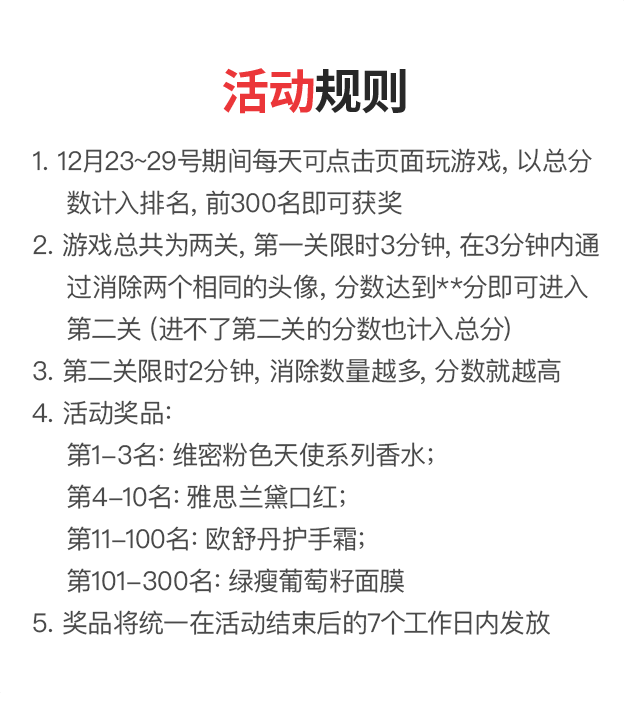 活动规则
1. 12月23~29号期间每天可点击页面玩游戏, 以总分
数计入排名, 前300名即可获奖
2. 游戏总共为两关, 第一关限时3分钟, 在3分钟内通
过消除两个相同的头像, 分数达到**分即可进入
第二关 (进不了第二关的分数也计入总分)
3. 第二关限时2分钟, 消除数量越多, 分数就越高
4. 活动奖品:
第1–3名: 维密粉色天使系列香水;
第4–10名: 雅思兰黛口红;
第11–100名: 欧舒丹护手霜;
第101–300名: 绿瘦葡萄籽面膜
5. 奖品将统一在活动结束后的7个工作日内发放